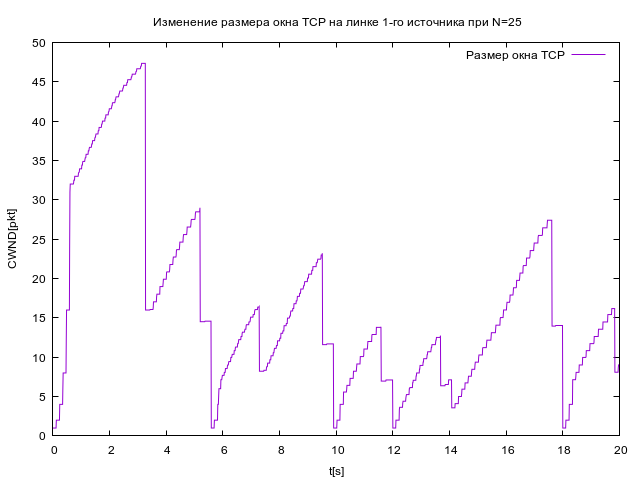 Изменение размера окна TCP на линке 1-го источника при N=25
Размер окна TCP
CWND[pkt]
50
45
40
35
30
25
20
15
10
5
0
0 2 4 6 8 10 12 14 16 18 20
t[s]